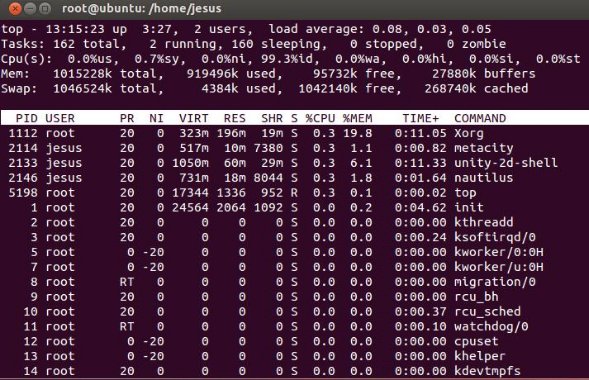 root@ubuntu: /home/jesus
top - 13:15:23 up  3:27,  2 users,  load average: 0.08, 0.03, 0.05
Tasks: 162 total,   2 running, 160 sleeping,   0 stopped,   0 zombie
Cpu(s):  0.0%us,  0.7%sy,  0.0%ni, 99.3%id,  0.0%wa,  0.0%hi,  0.0%si,  0.0%st
Mem:   1015228k total,   919496k used,    95732k free,    27880k buffers
Swap:  1046524k total,     4384k used,  1042140k free,   268740k cached
PID USER      PR  NI  VIRT  RES  SHR S %CPU %MEM    TIME+  COMMAND
1112 root      20   0  323m 196m  19m S  0.3 19.8   0:11.05 Xorg
2114 jesus     20   0  517m  10m 7380 S  0.3  1.1   0:00.82 metacity
2133 jesus     20   0 1050m  60m  29m S  0.3  6.1   0:11.33 unity-2d-shell
2146 jesus     20   0  731m  18m 8044 S  0.3  1.8   0:01.64 nautilus
5198 root      20   0 17344 1336  952 R  0.3  0.1   0:00.02 top
1 root      20   0 24564 2064 1092 S  0.0  0.2   0:04.62 init
2 root      20   0     0    0    0 S  0.0  0.0   0:00.00 kthreadd
3 root      20   0     0    0    0 S  0.0  0.0   0:00.24 ksoftirqd/0
5 root       0 -20     0    0    0 S  0.0  0.0   0:00.00 kworker/0:0H
7 root       0 -20     0    0    0 S  0.0  0.0   0:00.00 kworker/u:0H
8 root      RT   0     0    0    0 S  0.0  0.0   0:00.00 migration/0
9 root      20   0     0    0    0 S  0.0  0.0   0:00.00 rcu_bh
10 root      20   0     0    0    0 S  0.0  0.0   0:00.37 rcu_sched
11 root      RT   0     0    0    0 S  0.0  0.0   0:00.10 watchdog/0
12 root       0 -20     0    0    0 S  0.0  0.0   0:00.00 cpuset
13 root       0 -20     0    0    0 S  0.0  0.0   0:00.00 khelper
14 root      20   0     0    0    0 S  0.0  0.0   0:00.00 kdevtmpfs